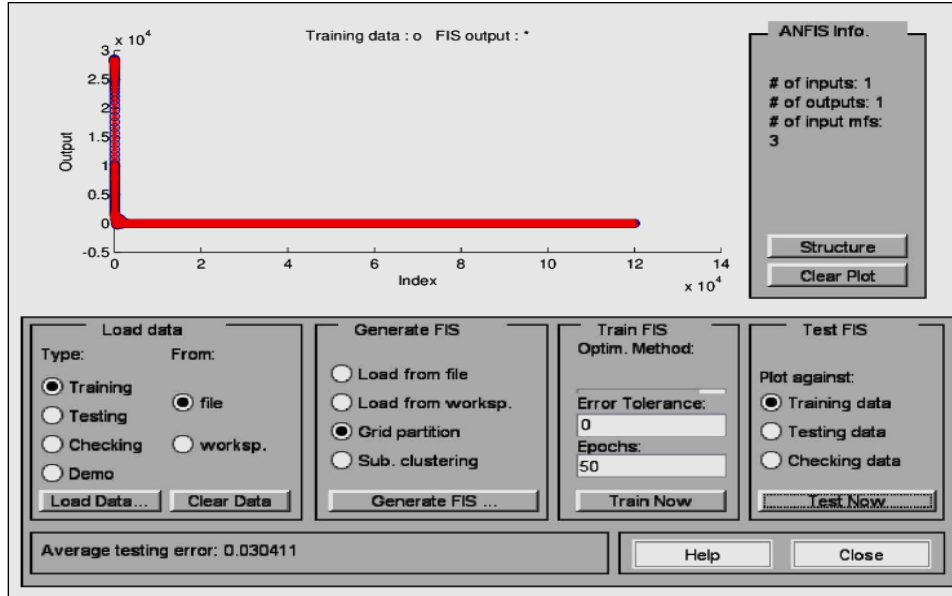 x 10^4
Training data : o   FIS output : *
3
2.5
2
1.5
1
0.5
0
-0.5
Output
0
2
4
6
8
10
12
14
Index
x 10^4
ANFIS Info.
# of inputs: 1
# of outputs: 1
# of input mfs:
3
Structure
Clear Plot
Load data
Type:
From:
Training
Testing
Checking
Demo
file
worksp.
Load Data...
Clear Data
Generate FIS
Load from file
Load from worksp.
Grid partition
Sub. clustering
Generate FIS ...
Train FIS
Optim. Method:
Error Tolerance:
0
Epochs:
50
Train Now
Test FIS
Plot against:
Training data
Testing data
Checking data
Test Now
Average testing error: 0.030411
Help
Close